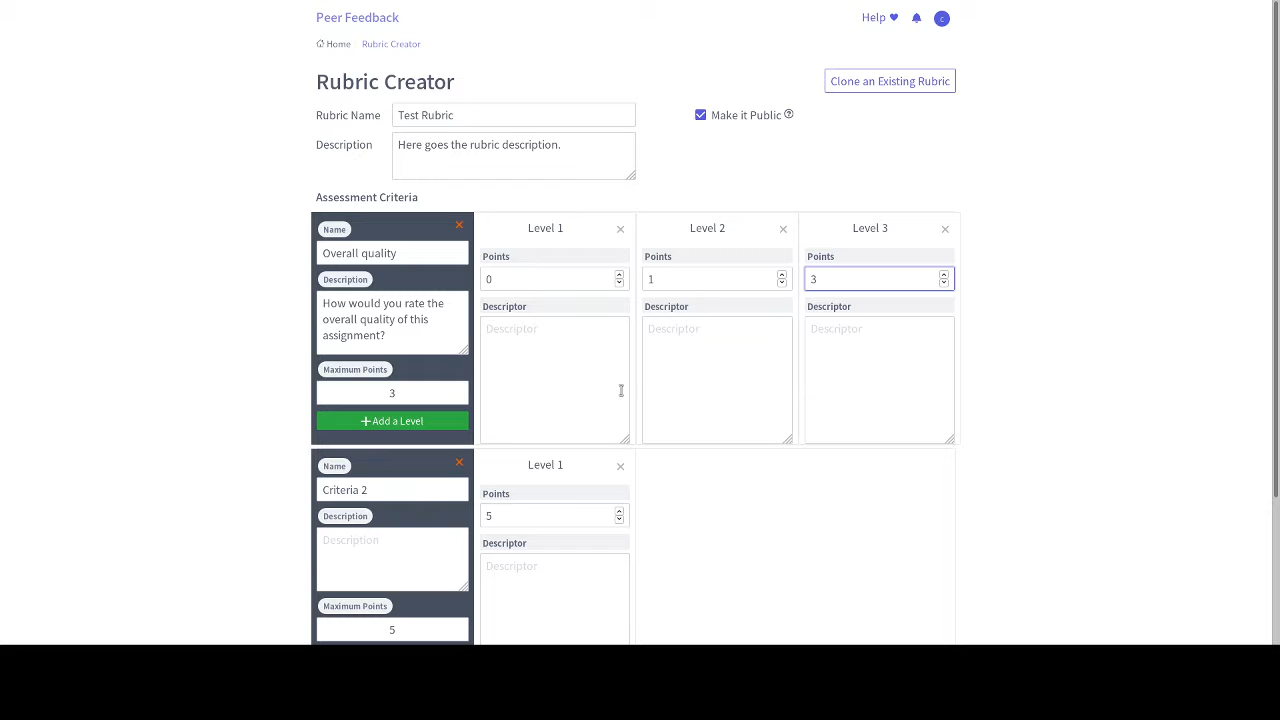 Peer Feedback
Help
c
Home
Rubric Creator
Rubric Creator
Clone an Existing Rubric
Rubric Name
Test Rubric
Make it Public
Description
Here goes the rubric description.
Assessment Criteria
Name
Overall quality
Description
How would you rate the
overall quality of this
assignment?
Maximum Points
3
Add a Level
Level 1
Points
0
Descriptor
Descriptor
Level 2
Points
1
Descriptor
Descriptor
Level 3
Points
3
Descriptor
Descriptor
Name
Criteria 2
Description
Description
Maximum Points
5
Level 1
Points
5
Descriptor
Descriptor